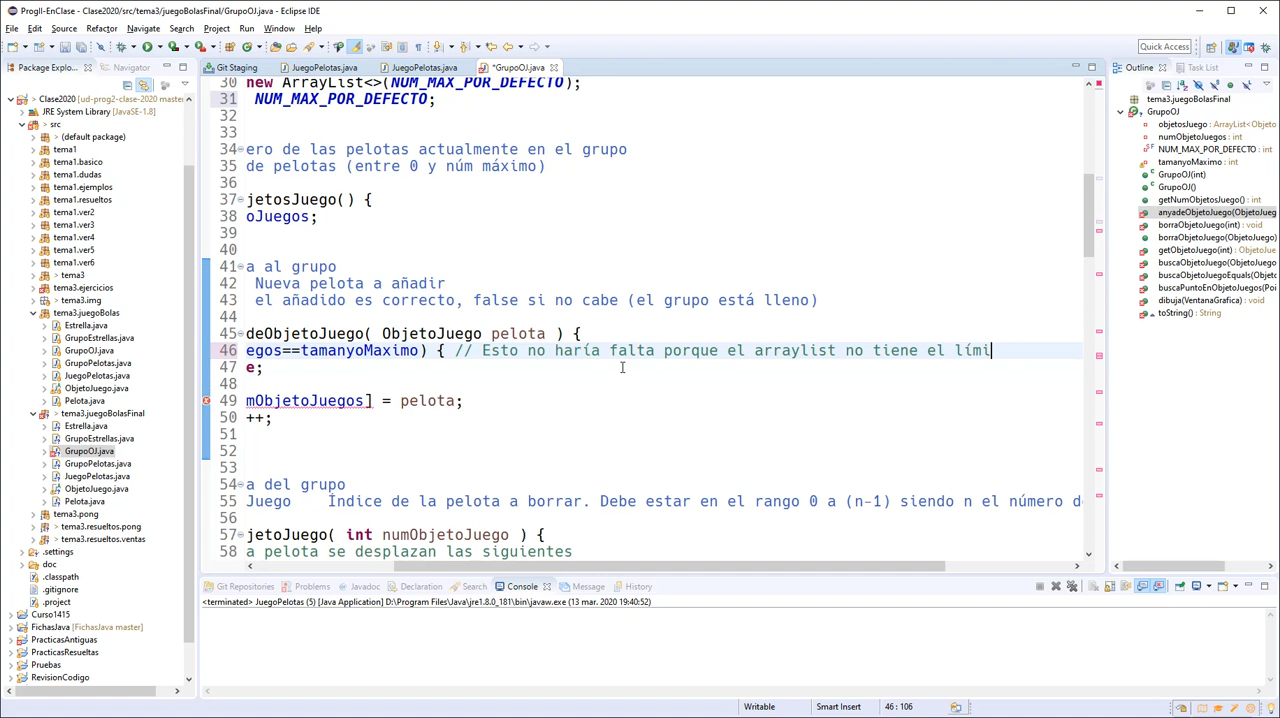 ProgII-EnClase - Clase2020/src/tema3/juegoBolasFinal/GrupoOJ.java - Eclipse IDE
File Edit Source Refactor Navigate Search Project Run Window Help
Quick Access
Package Explo...
Navigator
Git Staging
JuegoPelotas.java
JuegoPelotas.java
*GrupoOJ.java
Outline
Task List
Clase2020 [ud-prog2-clase-2020 master
JRE System Library [JavaSE-1.8]
> src
(default package)
tema1
tema1.basico
tema1.dudas
tema1.ejemplos
tema1.resueltos
tema1.ver2
tema1.ver3
tema1.ver4
tema1.ver5
tema1.ver6
> tema3
tema3.ejercicios
> tema3.img
tema3.juegoBolas
Estrella.java
GrupoEstrellas.java
GrupoOJ.java
GrupoPelotas.java
JuegoPelotas.java
ObjetoJuego.java
Pelota.java
> tema3.juegoBolasFinal
Estrella.java
GrupoEstrellas.java
GrupoOJ.java
GrupoPelotas.java
JuegoPelotas.java
ObjetoJuego.java
Pelota.java
tema3.pong
tema3.resueltos.pong
tema3.resueltos.ventas
.settings
doc
.classpath
.gitignore
.project
Curso1415
FichasJava [FichasJava master]
PracticasAntiguas
PracticasResueltas
Pruebas
RevisionCodigo
30 new ArrayList<>(NUM_MAX_POR_DEFECTO);
31 NUM_MAX_POR_DEFECTO;
32
33
34 ero de las pelotas actualmente en el grupo
35 de pelotas (entre 0 y núm máximo)
36
37 jetosJuego() {
38 oJuegos;
39
40
41 a al grupo
42 Nueva pelota a añadir
43 el añadido es correcto, false si no cabe (el grupo está lleno)
44
45 deObjetoJuego( ObjetoJuego pelota ) {
46 egos==tamanyoMaximo) { // Esto no haría falta porque el arraylist no tiene el lími
47 e;
48
49 mObjetoJuegos] = pelota;
50 ++;
51
52
53
54 a del grupo
55 Juego Índice de la pelota a borrar. Debe estar en el rango 0 a (n-1) siendo n el número d
56
57 jetoJuego( int numObjetoJuego ) {
58 a pelota se desplazan las siguientes
tema3.juegoBolasFinal
GrupoOJ
objetosJuego : ArrayList<Objeto
numObjetoJuegos : int
NUM_MAX_POR_DEFECTO : int
tamanyoMaximo : int
GrupoOJ(int)
GrupoOJ()
getNumObjetosJuego() : int
anyadeObjetoJuego(ObjetoJueg
borraObjetoJuego(int) : void
borraObjetoJuego(ObjetoJuego)
getObjetoJuego(int) : ObjetoJue
buscaObjetoJuego(ObjetoJuego)
buscaObjetoJuegoEquals(ObjetoJ
buscaPuntoEnObjetoJuegos(Poi
dibuja(VentanaGrafica) : void
toString() : String
Git Repositories
Problems
Javadoc
Declaration
Search
Console
Message
History
<terminated> JuegoPelotas (5) [Java Application] D:\Program Files\Java\jre1.8.0_181\bin\javaw.exe (13 mar. 2020 19:40:52)
Writable
Smart Insert
46 : 106